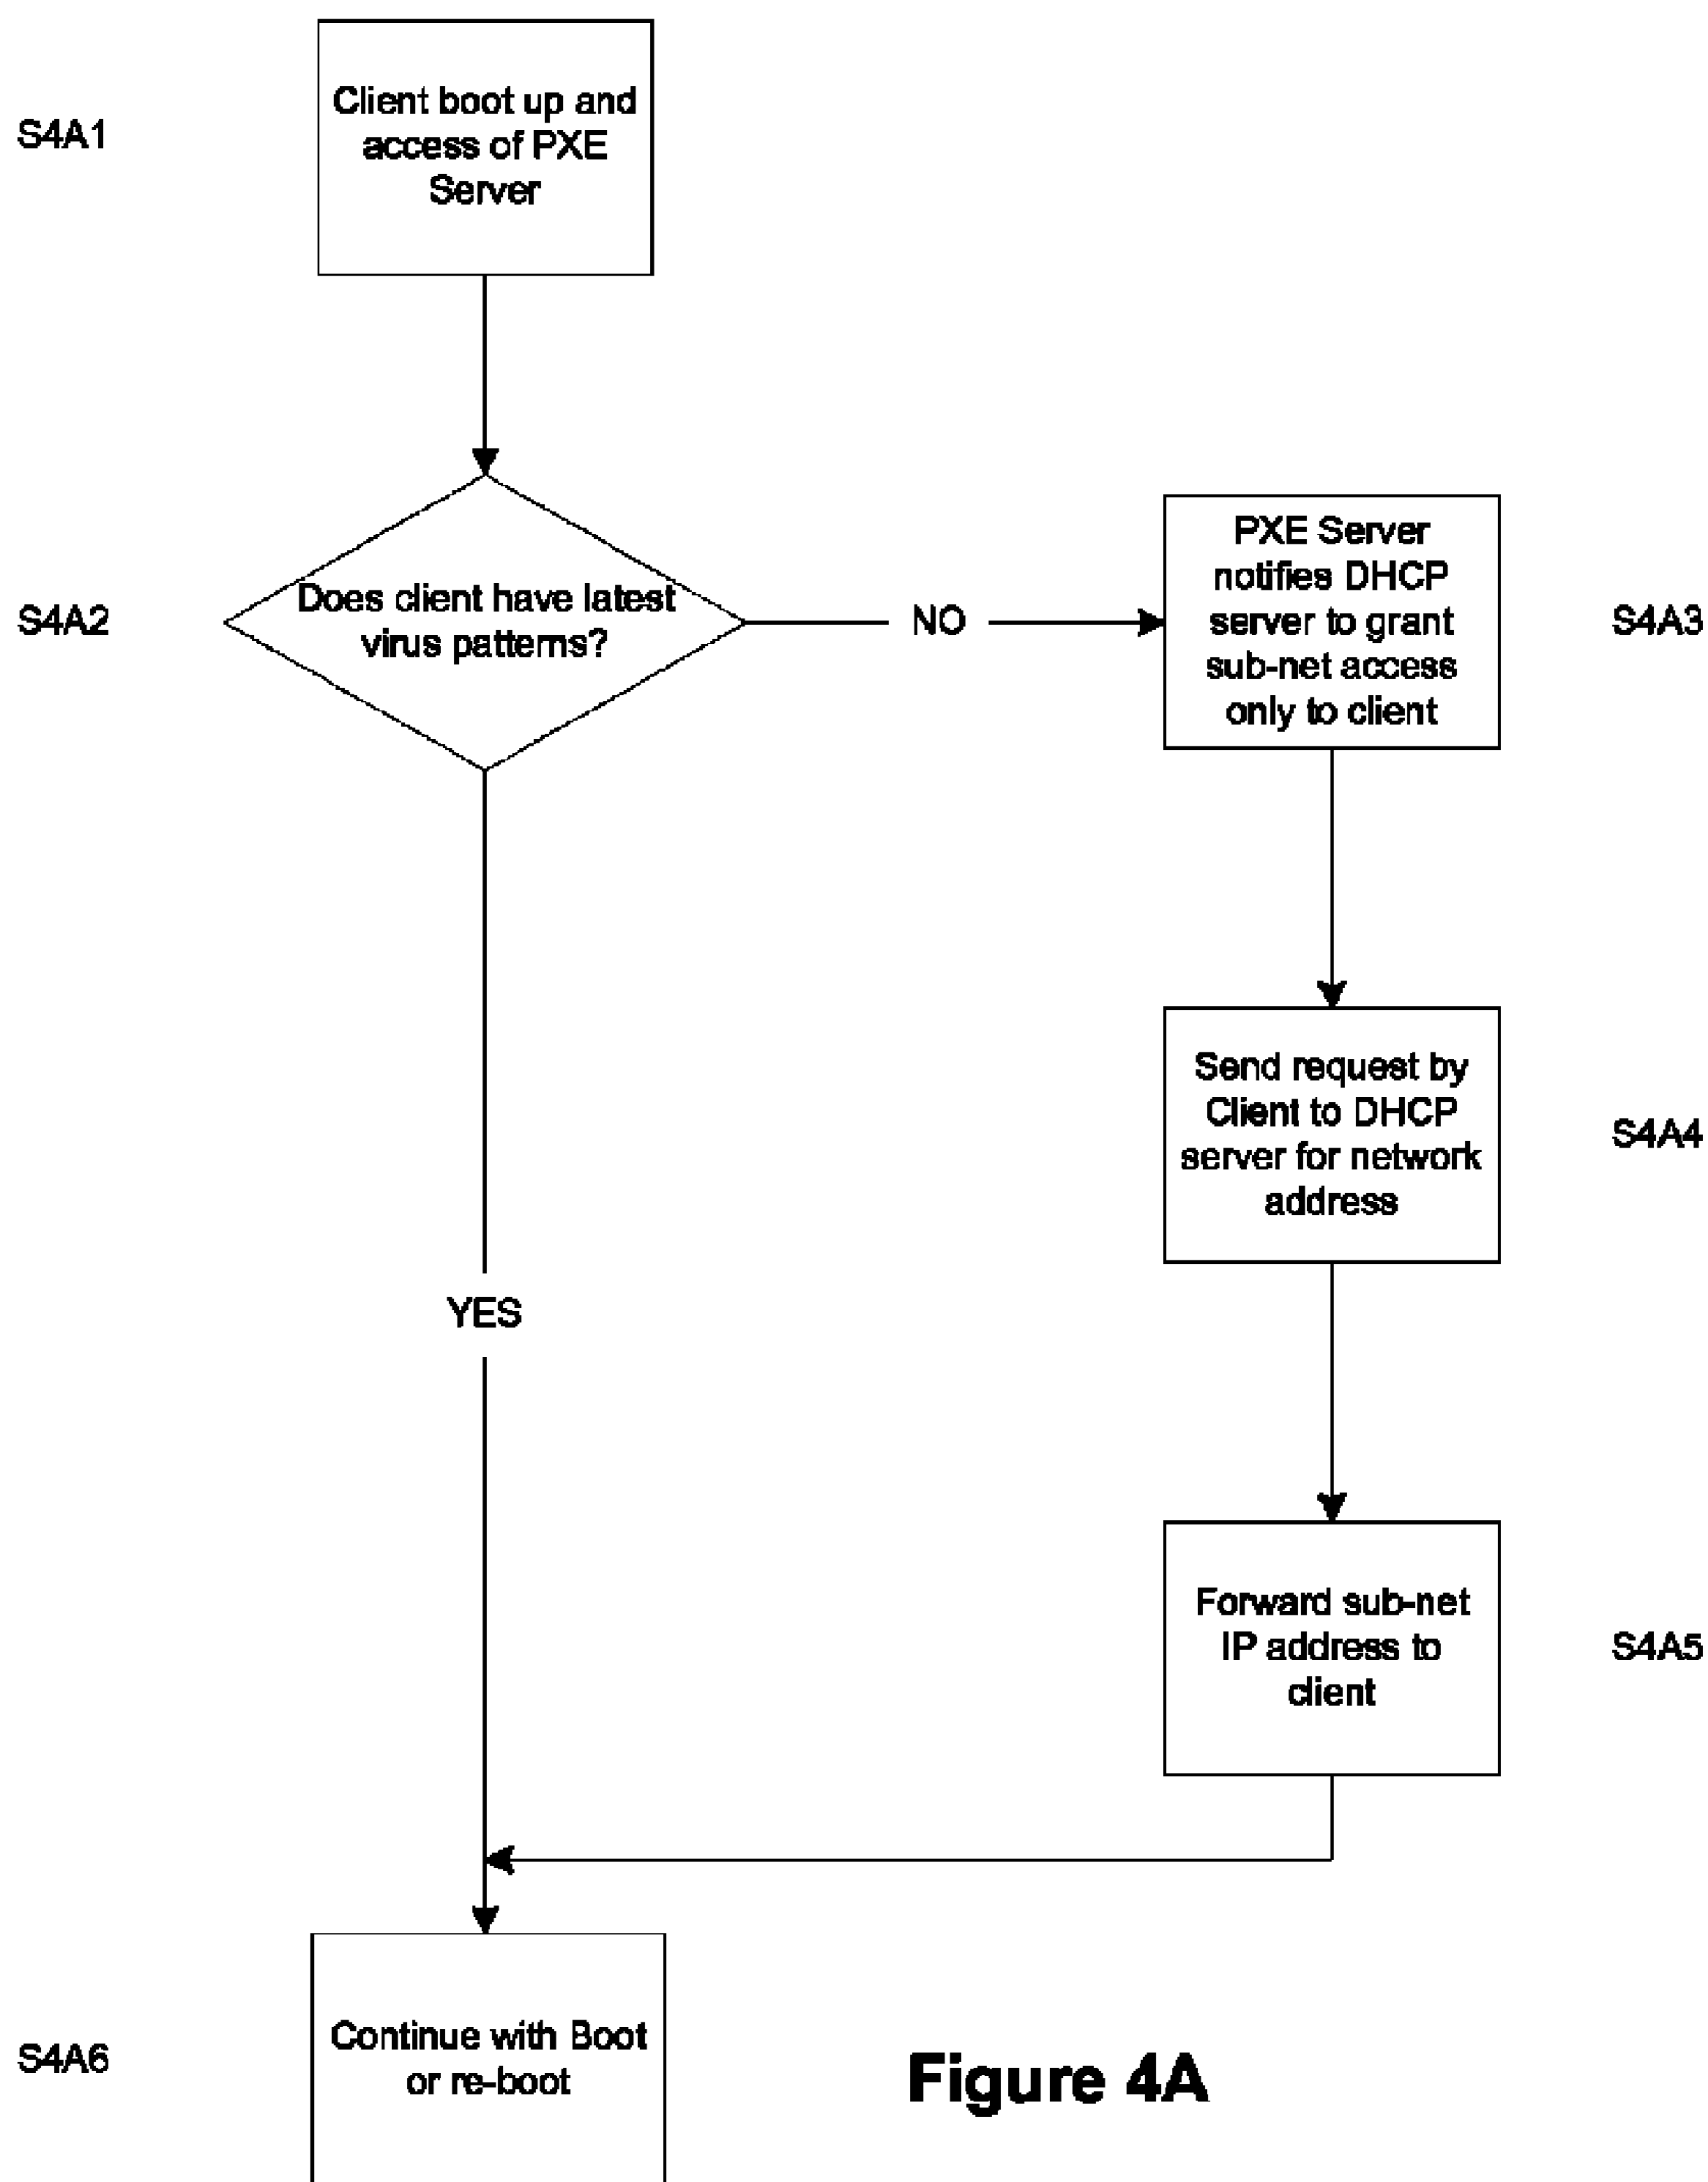 S4A1
Client boot up and
access of PXE
Server
S4A2
Does client have latest
virus patterns?
NO
PXE Server
notifies DHCP
server to grant
sub-net access
only to client
S4A3
Send request by
Client to DHCP
server for network
address
S4A4
YES
Forward sub-net
IP address to
client
S4A5
S4A6
Continue with Boot
or re-boot
Figure 4A